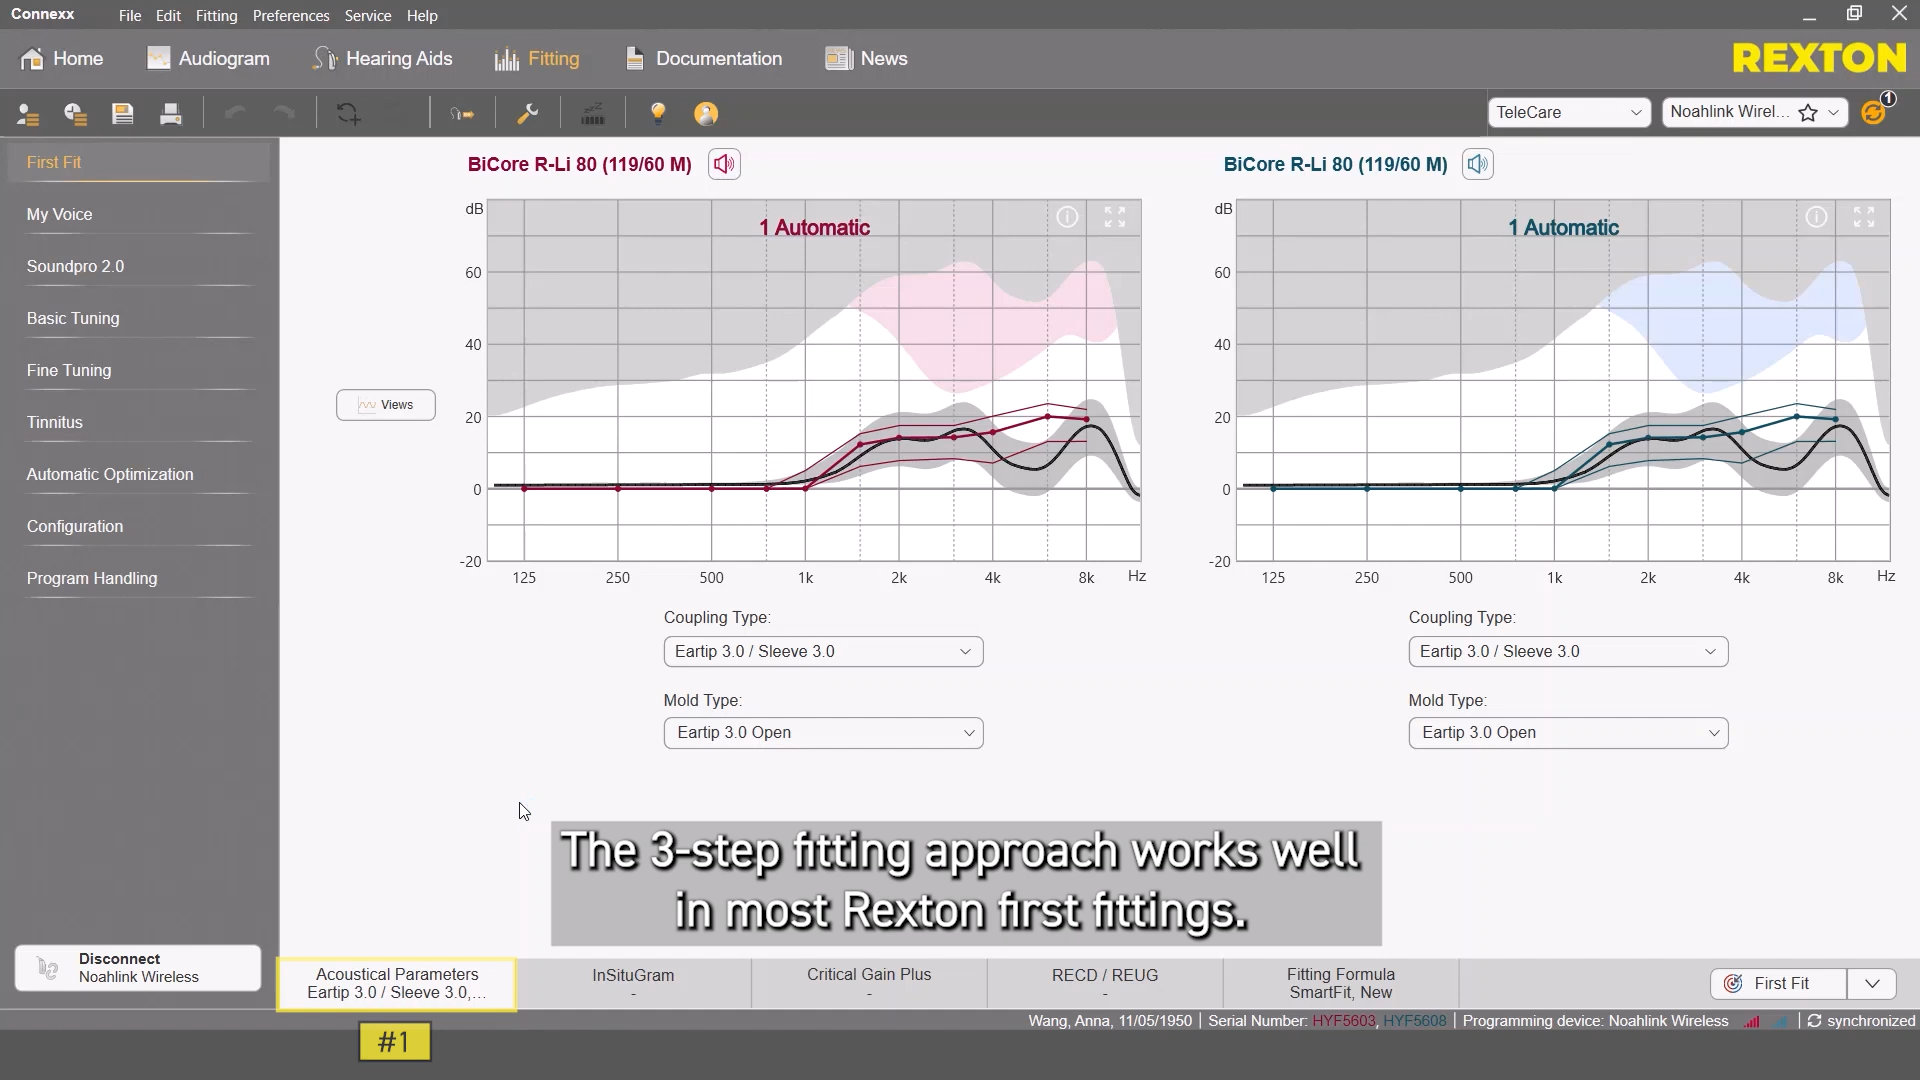 Connexx File Edit Fitting Preferences Service Help
Home Audiogram Hearing Aids Fitting Documentation News REXTON
TeleCare Noahlink Wirel... 1
First Fit
My Voice
Soundpro 2.0
Basic Tuning
Fine Tuning
Tinnitus
Automatic Optimization
Configuration
Program Handling
Views
BiCore R-Li 80 (119/60 M)
dB
1 Automatic
60
40
20
0
-20
125 250 500 1k 2k 4k 8k Hz
Coupling Type:
Eartip 3.0 / Sleeve 3.0
Mold Type:
Eartip 3.0 Open
BiCore R-Li 80 (119/60 M)
dB
1 Automatic
60
40
20
0
-20
125 250 500 1k 2k 4k 8k Hz
Coupling Type:
Eartip 3.0 / Sleeve 3.0
Mold Type:
Eartip 3.0 Open
The 3-step fitting approach works well
in most Rexton first fittings.
Disconnect
Noahlink Wireless
Acoustical Parameters
Eartip 3.0 / Sleeve 3.0,...
InSituGram
-
Critical Gain Plus
-
RECD / REUG
-
Fitting Formula
SmartFit, New
First Fit
Wang, Anna, 11/05/1950 | Serial Number: HYF5603, HYF5608 | Programming device: Noahlink Wireless | synchronized
#1